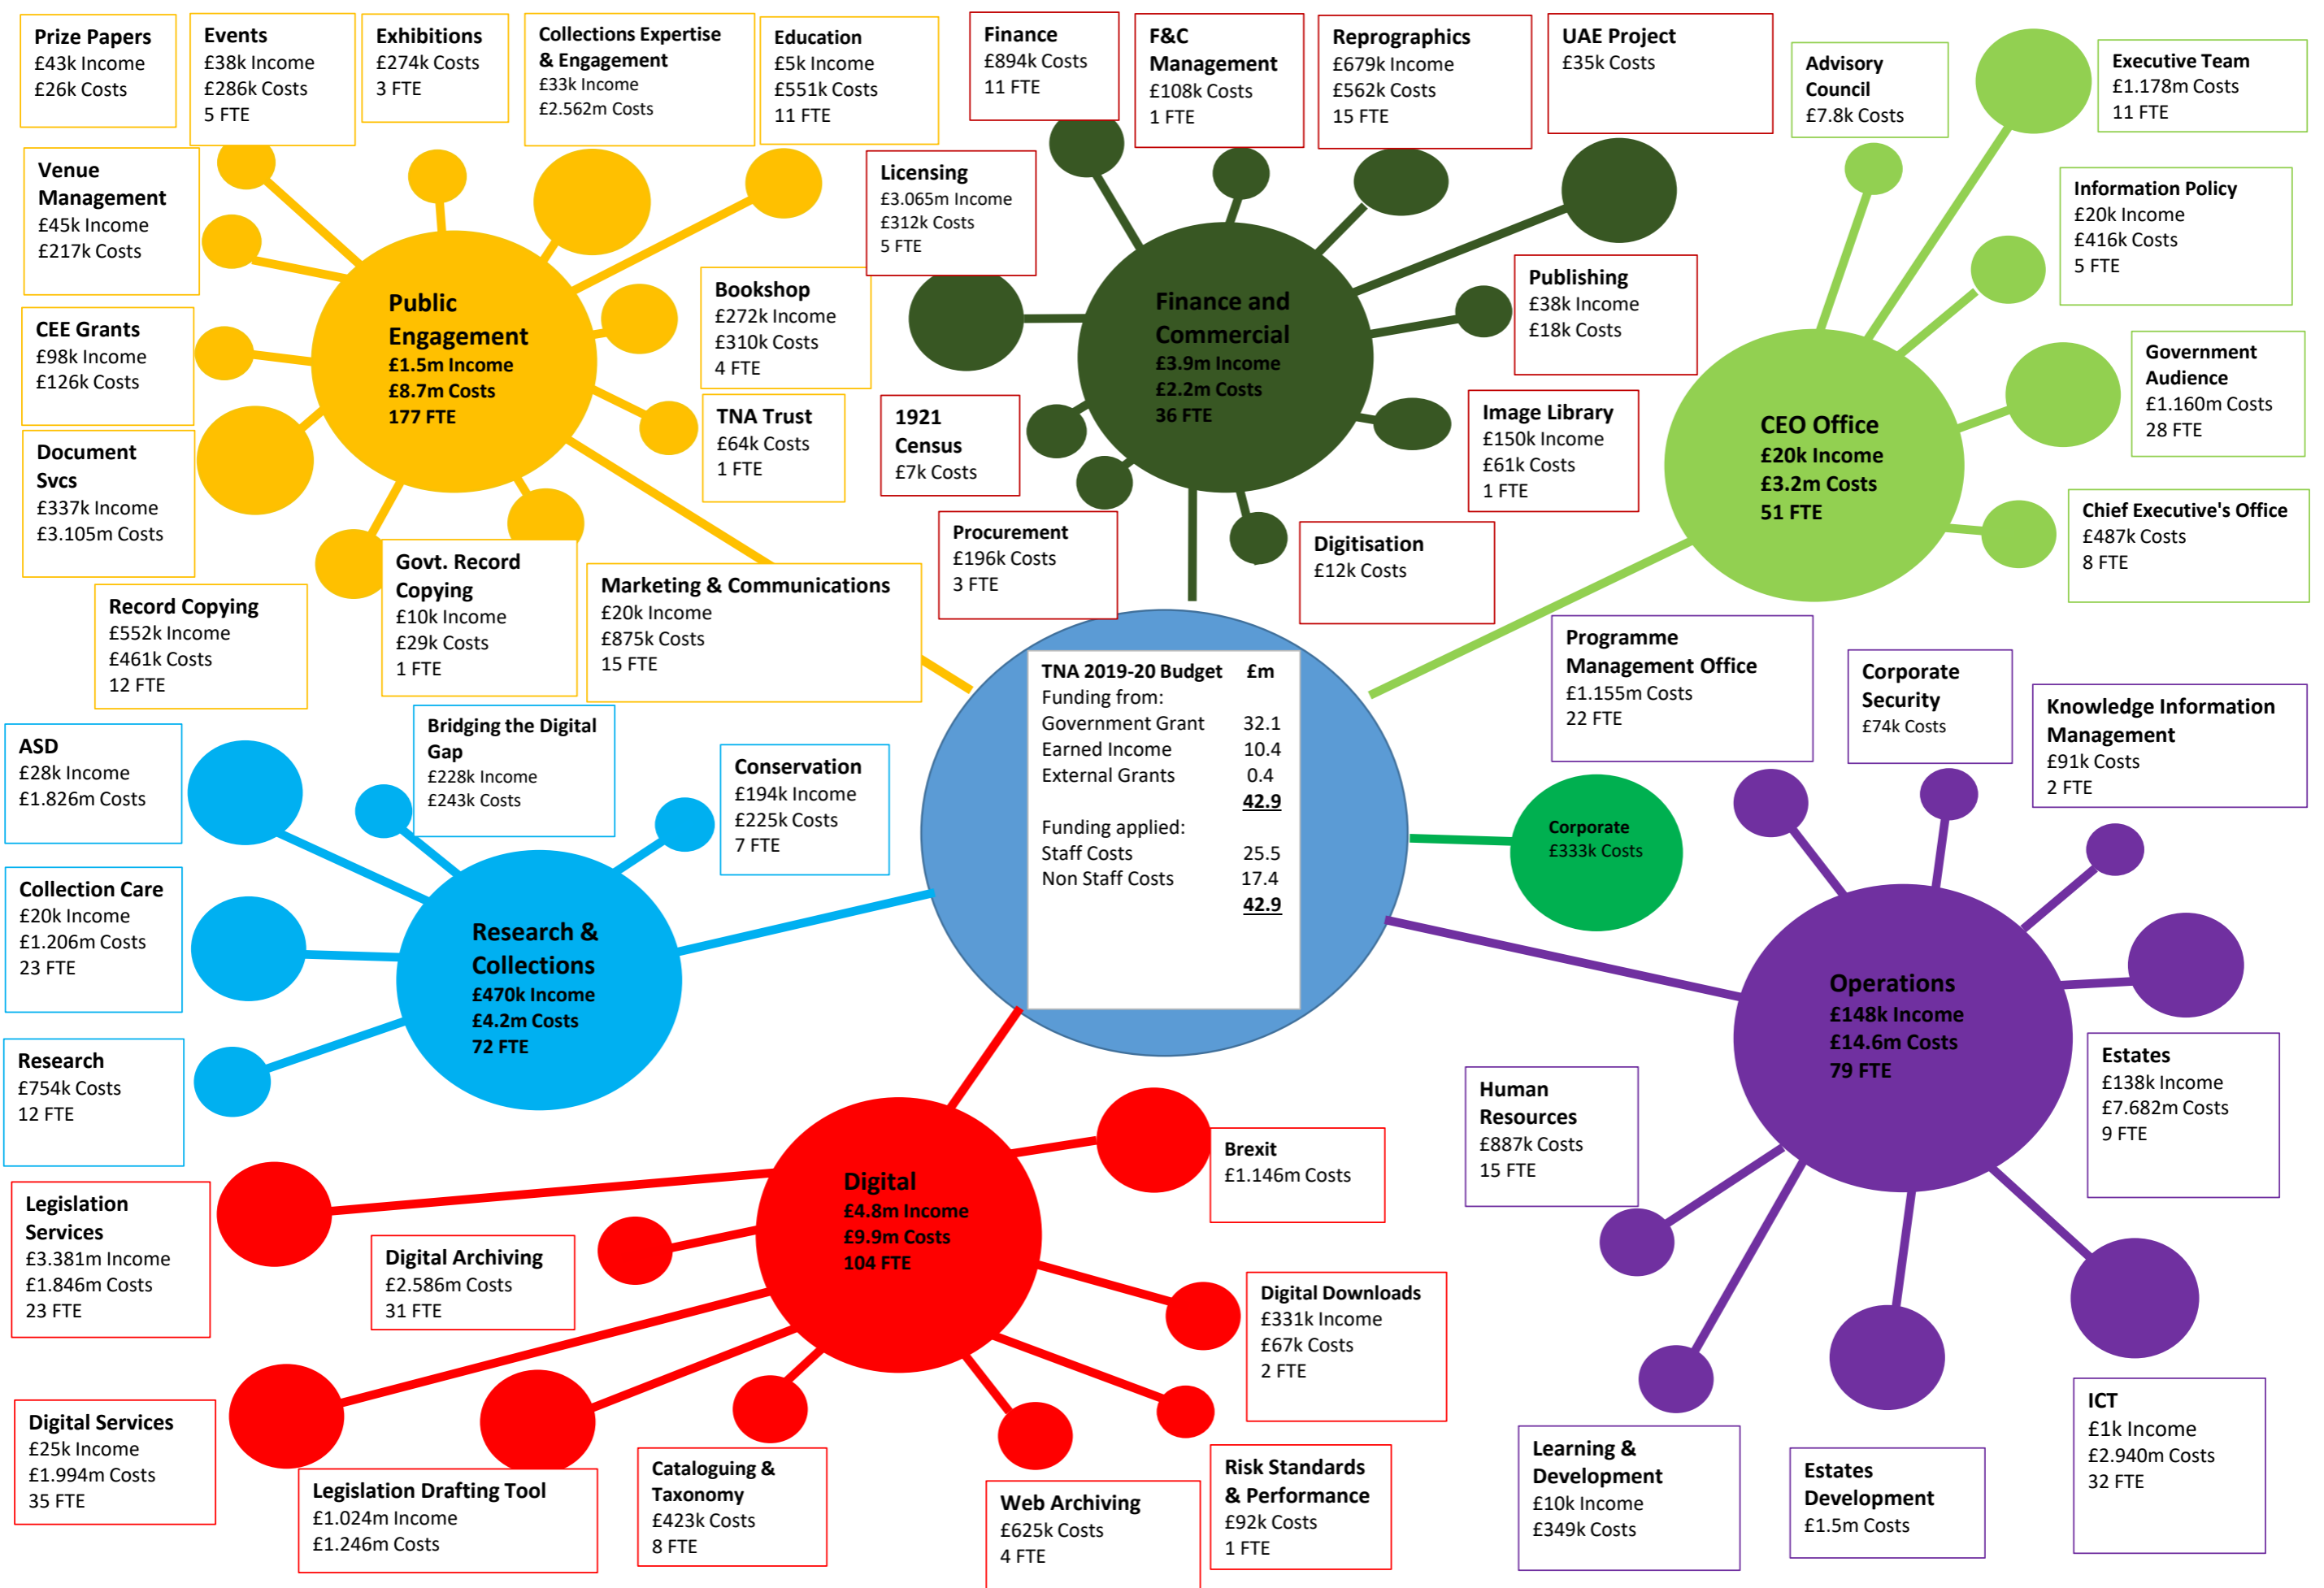 Prize Papers
£43k Income
£26k Costs
Events
£38k Income
£286k Costs
5 FTE
Exhibitions
£274k Costs
3 FTE
Collections Expertise
& Engagement
£33k Income
£2.562m Costs
Education
£5k Income
£551k Costs
11 FTE
Finance
£894k Costs
11 FTE
F&C
Management
£108k Costs
1 FTE
Reprographics
£679k Income
£562k Costs
15 FTE
UAE Project
£35k Costs
Advisory
Council
£7.8k Costs
Executive Team
£1.178m Costs
11 FTE
Venue
Management
£45k Income
£217k Costs
Licensing
£3.065m Income
£312k Costs
5 FTE
Information Policy
£20k Income
£416k Costs
5 FTE
CEE Grants
£98k Income
£126k Costs
Public
Engagement
£1.5m Income
£8.7m Costs
177 FTE
Bookshop
£272k Income
£310k Costs
4 FTE
Finance and
Commercial
£3.9m Income
£2.2m Costs
36 FTE
Publishing
£38k Income
£18k Costs
Government
Audience
£1.160m Costs
28 FTE
Document
Svcs
£337k Income
£3.105m Costs
TNA Trust
£64k Costs
1 FTE
1921
Census
£7k Costs
Image Library
£150k Income
£61k Costs
1 FTE
CEO Office
£20k Income
£3.2m Costs
51 FTE
Chief Executive's Office
£487k Costs
8 FTE
Record Copying
£552k Income
£461k Costs
12 FTE
Govt. Record
Copying
£10k Income
£29k Costs
1 FTE
Marketing & Communications
£20k Income
£875k Costs
15 FTE
Procurement
£196k Costs
3 FTE
Digitisation
£12k Costs
TNA 2019-20 Budget £m
Funding from:
Government Grant 32.1
Earned Income 10.4
External Grants 0.4
42.9
Funding applied:
Staff Costs 25.5
Non Staff Costs 17.4
42.9
Programme
Management Office
£1.155m Costs
22 FTE
Corporate
Security
£74k Costs
Knowledge Information
Management
£91k Costs
2 FTE
ASD
£28k Income
£1.826m Costs
Bridging the Digital
Gap
£228k Income
£243k Costs
Conservation
£194k Income
£225k Costs
7 FTE
Corporate
£333k Costs
Collection Care
£20k Income
£1.206m Costs
23 FTE
Research &
Collections
£470k Income
£4.2m Costs
72 FTE
Operations
£148k Income
£14.6m Costs
79 FTE
Research
£754k Costs
12 FTE
Human
Resources
£887k Costs
15 FTE
Estates
£138k Income
£7.682m Costs
9 FTE
Legislation
Services
£3.381m Income
£1.846m Costs
23 FTE
Digital Archiving
£2.586m Costs
31 FTE
Digital
£4.8m Income
£9.9m Costs
104 FTE
Brexit
£1.146m Costs
Digital Downloads
£331k Income
£67k Costs
2 FTE
Digital Services
£25k Income
£1.994m Costs
35 FTE
Legislation Drafting Tool
£1.024m Income
£1.246m Costs
Cataloguing &
Taxonomy
£423k Costs
8 FTE
Web Archiving
£625k Costs
4 FTE
Risk Standards
& Performance
£92k Costs
1 FTE
Learning &
Development
£10k Income
£349k Costs
Estates
Development
£1.5m Costs
ICT
£1k Income
£2.940m Costs
32 FTE